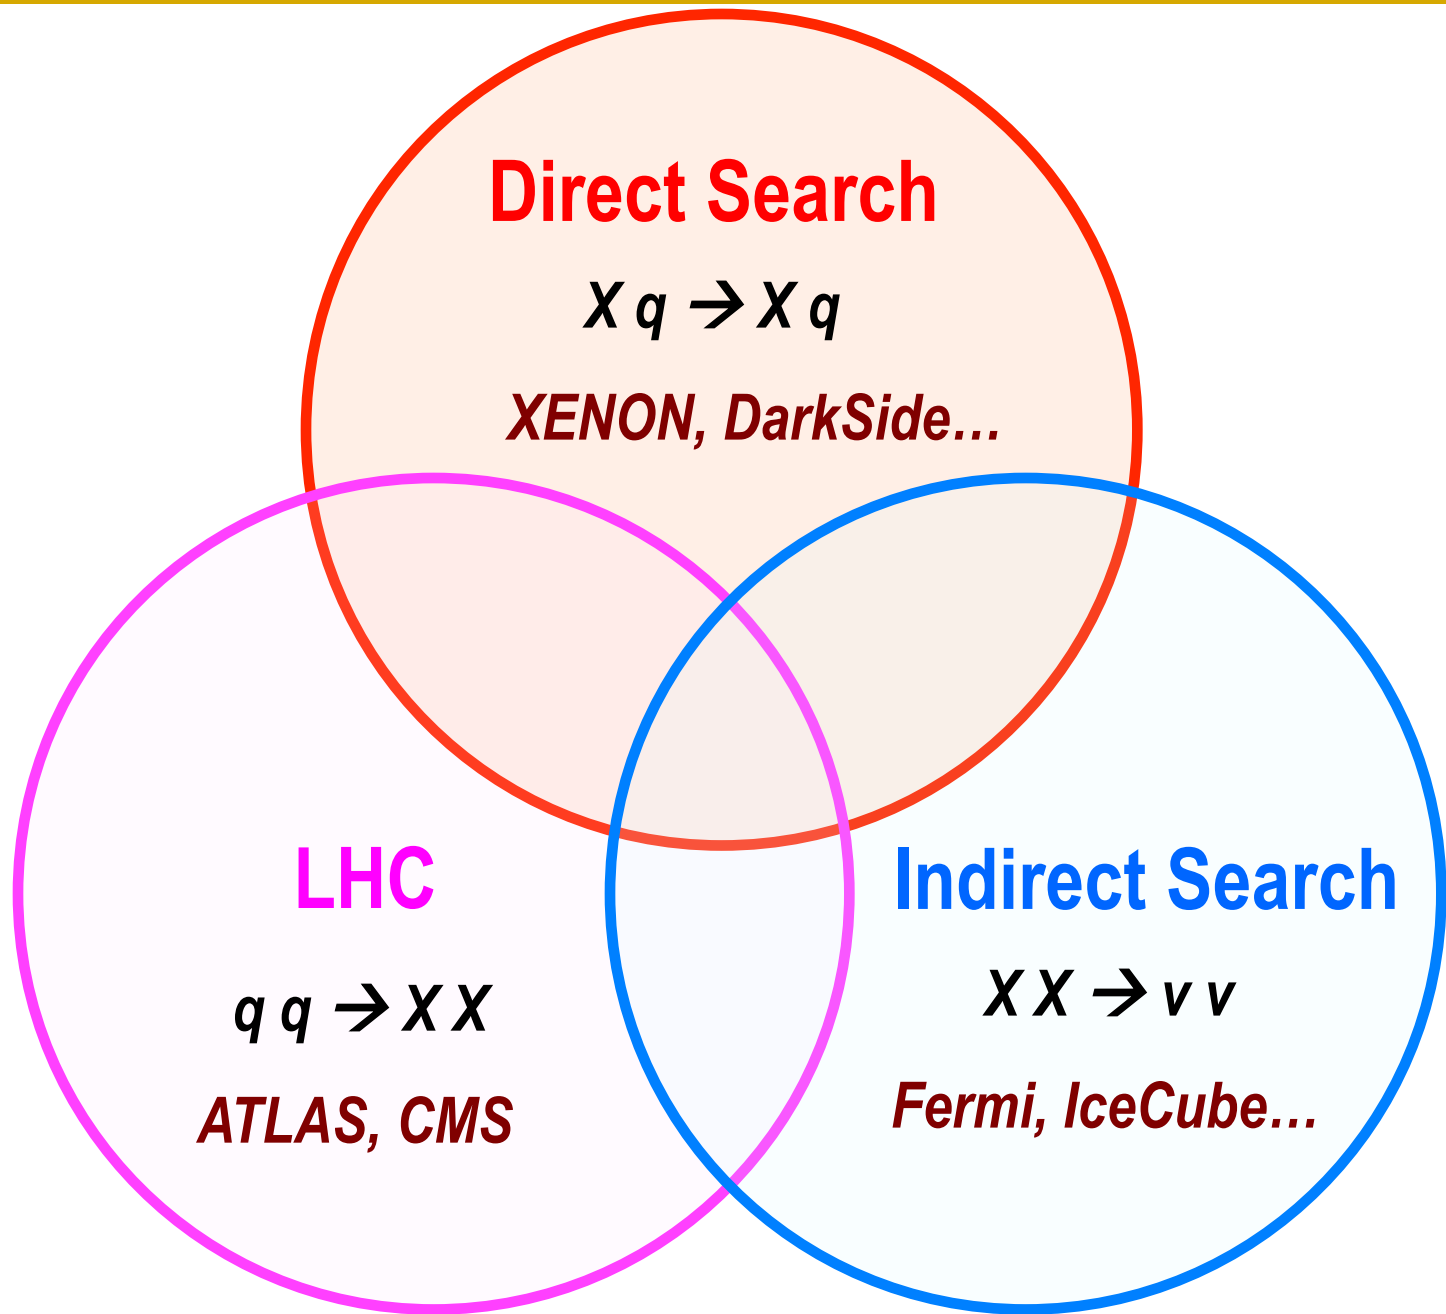 Direct Search
X q → X q
XENON, DarkSide…
LHC
q q → X X
ATLAS, CMS
Indirect Search
X X → v v
Fermi, IceCube…